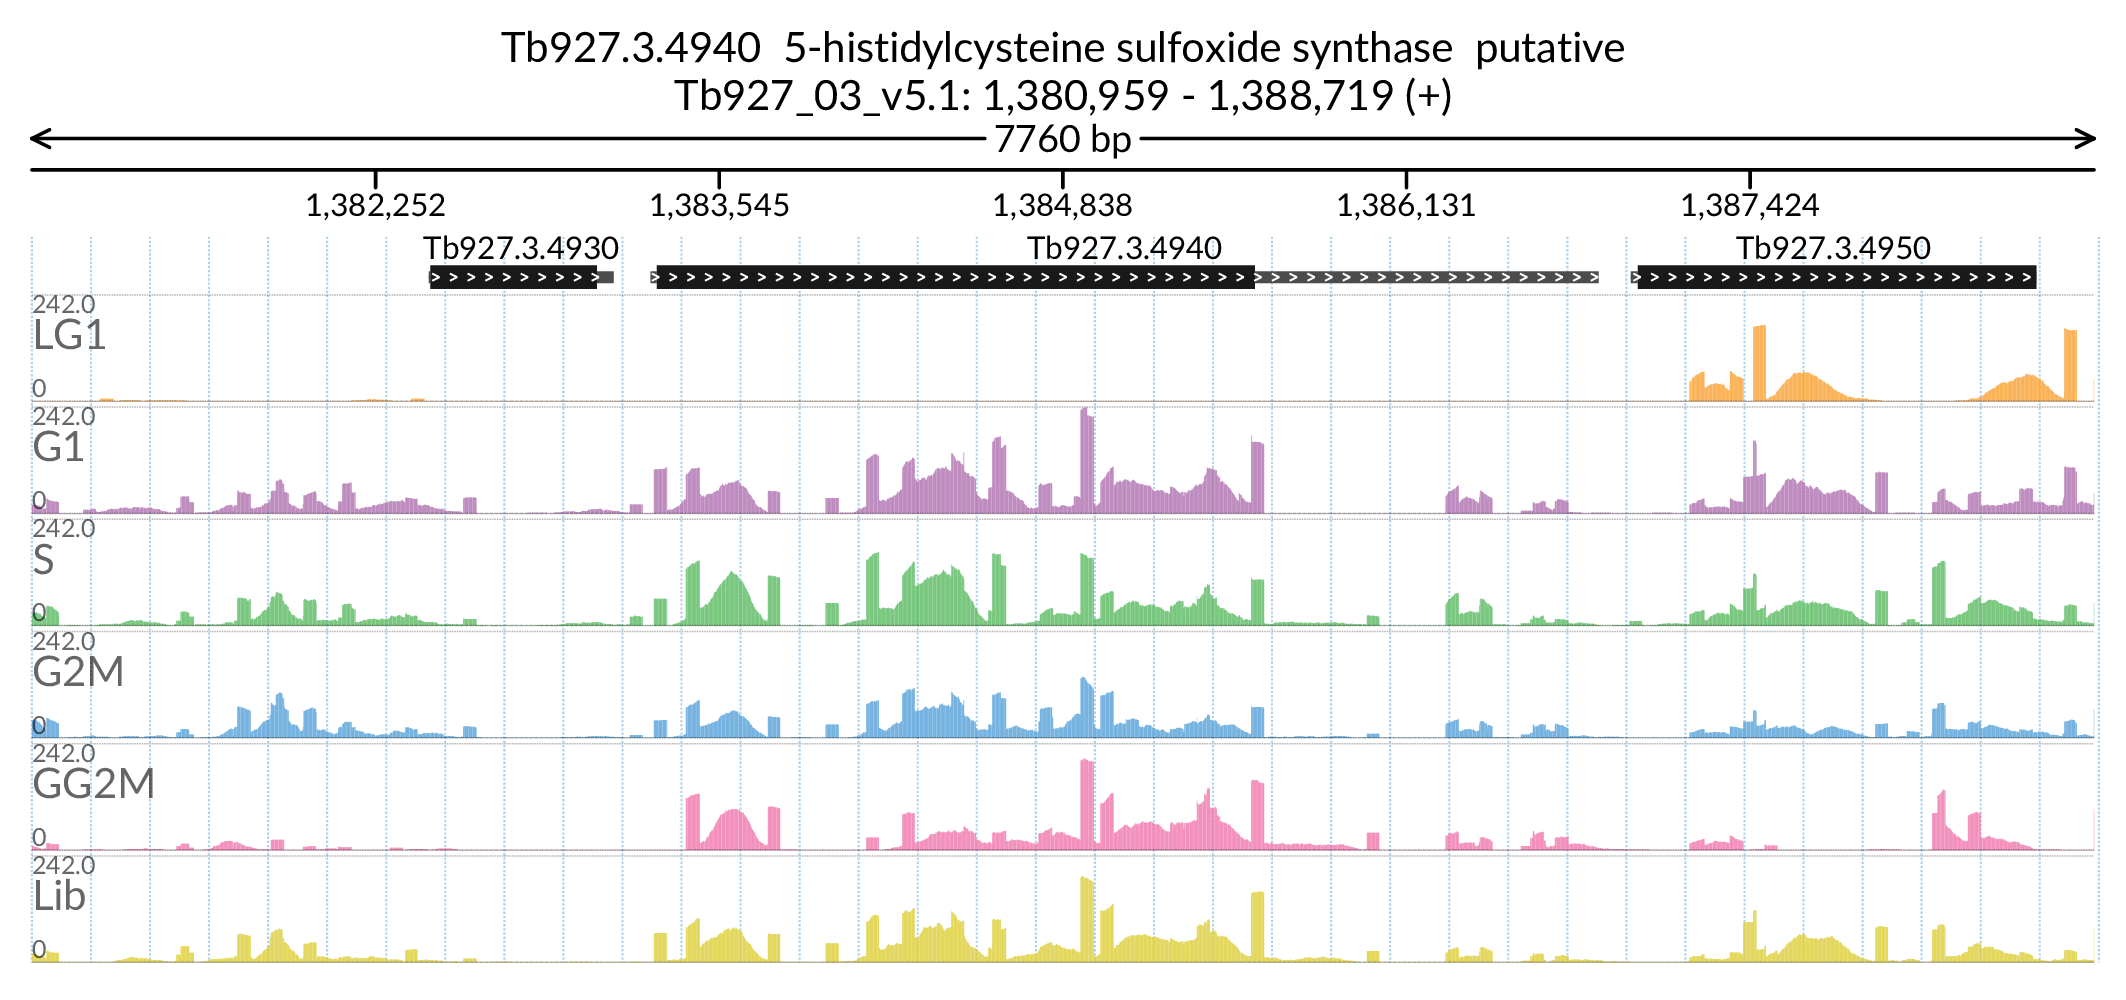 Tb927.3.4940  5-histidylcysteine sulfoxide synthase  putative
Tb927_03_v5.1: 1,380,959 - 1,388,719 (+)
7760 bp
1,382,252 1,383,545 1,384,838 1,386,131 1,387,424
Tb927.3.4930 Tb927.3.4940 Tb927.3.4950
242.0
LG1
0
242.0
G1
0
242.0
S
0
242.0
G2M
0
242.0
GG2M
0
242.0
Lib
0